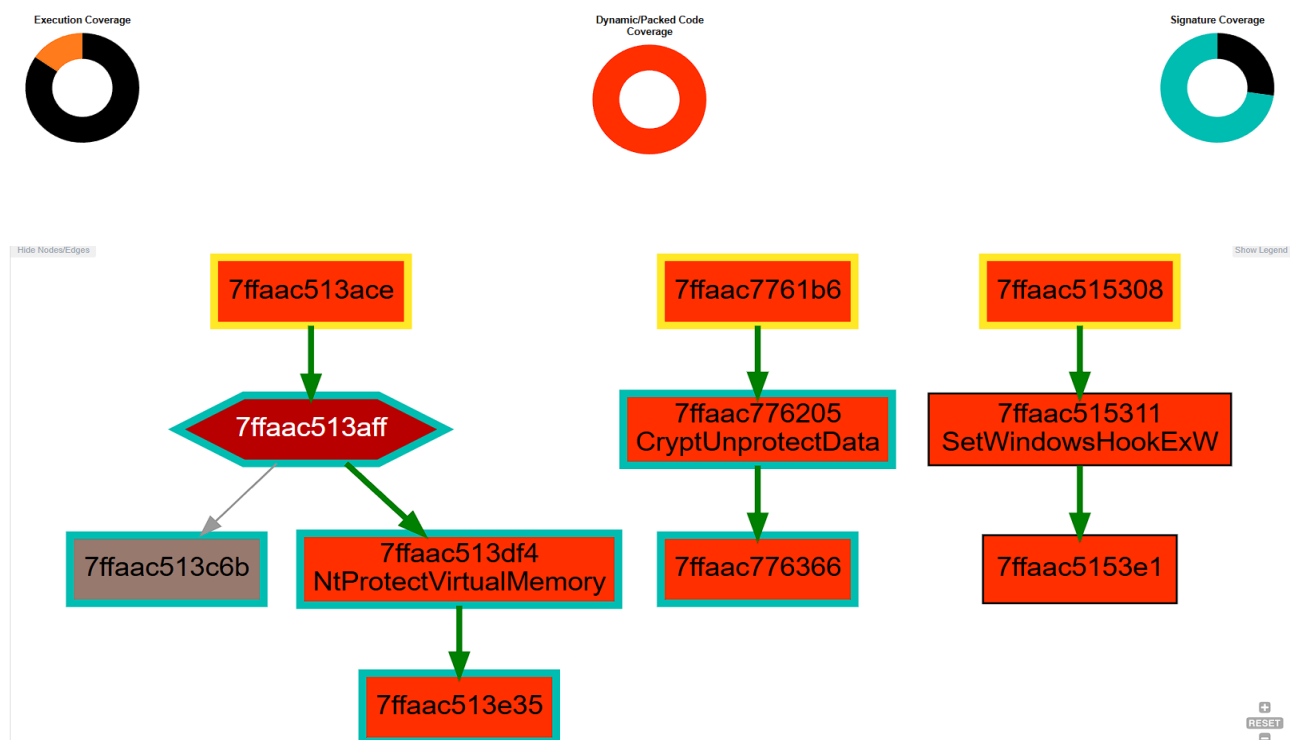 Execution Coverage
Dynamic/Packed Code
Coverage
Signature Coverage
Hide Nodes/Edges
Show Legend
7ffaac513ace
7ffaac7761b6
7ffaac515308
7ffaac513aff
7ffaac776205
CryptUnprotectData
7ffaac515311
SetWindowsHookExW
7ffaac513c6b
7ffaac513df4
NtProtectVirtualMemory
7ffaac776366
7ffaac5153e1
7ffaac513e35
RESET